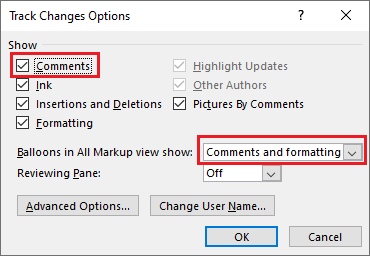 Track Changes Options
Show
Comments
Highlight Updates
Ink
Other Authors
Insertions and Deletions
Pictures By Comments
Formatting
Balloons in All Markup view show: Comments and formatting
Reviewing Pane: Off
Advanced Options...
Change User Name...
OK
Cancel